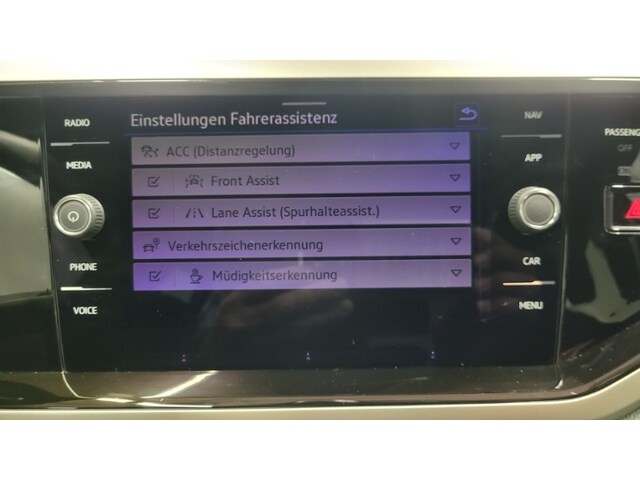 Einstellungen Fahrerassistenz
ACC (Distanzregelung)
Front Assist
Lane Assist (Spurhalteassist.)
Verkehrszeichenerkennung
Müdigkeitserkennung
RADIO
MEDIA
PHONE
VOICE
NAV
APP
CAR
MENU
PASSENG
OFF